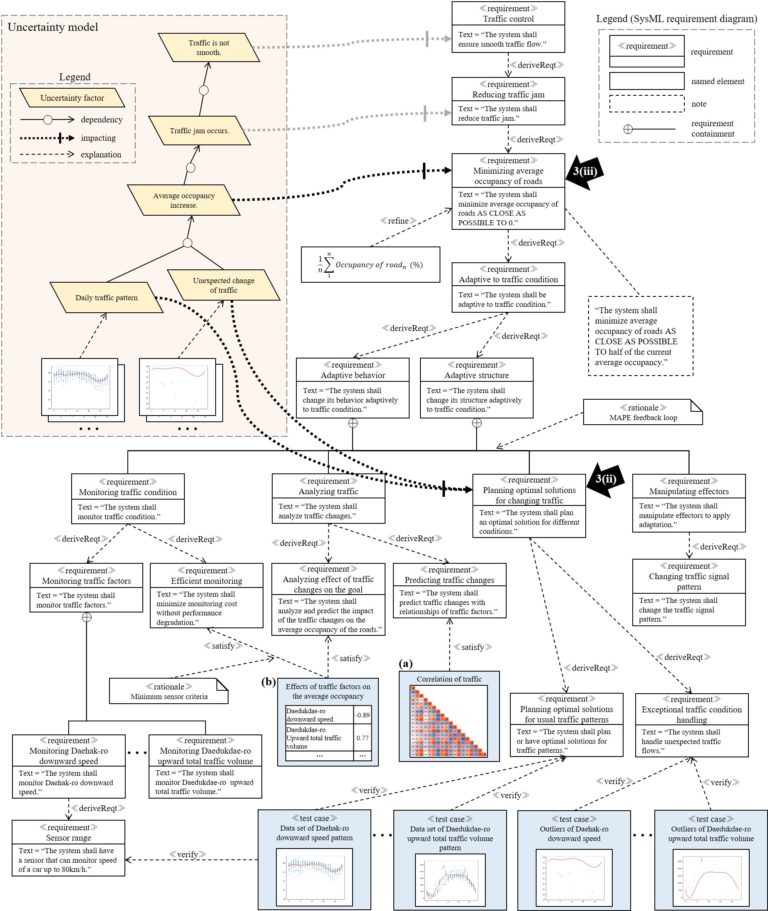 Uncertainty model
Traffic is not
smooth.
Legend
Uncertainty factor
dependency
impacting
explanation
Traffic jam occurs.
Average occupancy
increase.
Daily traffic pattern
Unexpected change
of traffic
• • •
• • •
≪requirement≫
Traffic control
Text = “The system shall
ensure smooth traffic flow.”
≪deriveReqt≫
≪requirement≫
Reducing traffic jam
Text = “The system shall
reduce traffic jam.”
≪deriveReqt≫
≪requirement≫
Minimizing average
occupancy of roads
Text = “The system shall
minimize average occupancy of
roads AS CLOSE AS
POSSIBLE TO 0.”
3(iii)
Legend (SysML requirement diagram)
≪requirement≫
requirement
named element
note
requirement
containment
≪refine≫
1/n ∑ n 1 Occupancy of road n (%)
≪deriveReqt≫
≪requirement≫
Adaptive to traffic condition
Text = “The system shall be
adaptive to traffic condition.”
“The system shall
minimize average
occupancy of roads AS
CLOSE AS POSSIBLE
TO half of the current
average occupancy.”
≪deriveReqt≫
≪deriveReqt≫
≪requirement≫
Adaptive behavior
Text = “The system shall
change its behavior adaptively
to traffic condition.”
≪requirement≫
Adaptive structure
Text = “The system shall
change its structure adaptively
to traffic condition.”
≪rationale≫
MAPE feedback loop
≪requirement≫
Monitoring traffic condition
Text = “The system shall
monitor traffic condition.”
≪requirement≫
Analyzing traffic
Text = “The system shall
analyze traffic changes.”
≪requirement≫
Planning optimal solutions
for changing traffic
Text = “The system shall plan
an optimal solution for different
conditions.”
3(ii)
≪requirement≫
Manipulating effectors
Text = “The system shall
manipulate effectors to apply
adaptation.”
≪deriveReqt≫
≪deriveReqt≫
≪deriveReqt≫
≪deriveReqt≫
≪deriveReqt≫
≪requirement≫
Monitoring traffic factors
Text = “The system shall
monitor traffic factors.”
≪requirement≫
Efficient monitoring
Text = “The system shall
minimize monitoring cost
without performance
degradation.”
≪requirement≫
Analyzing effect of traffic
changes on the goal
Text = “The system shall
analyze and predict the impact
of the traffic changes on the
average occupancy of the roads.”
≪requirement≫
Predicting traffic changes
Text = “The system shall
predict traffic changes with
relationships of traffic factors.”
≪requirement≫
Changing traffic signal
pattern
Text = “The system shall
change the traffic signal
pattern.”
≪satisfy≫
≪satisfy≫
≪satisfy≫
≪deriveReqt≫
≪deriveReqt≫
≪rationale≫
Minimum sensor criteria
(b)
Effects of traffic factors on
the average occupancy
Daedukdae-ro
downward speed
-0.89
Daedukdae-ro
Upward total traffic
volume
0.77
...
...
(a)
Correlation of traffic
≪requirement≫
Planning optimal solutions
for usual traffic patterns
Text = “The system shall plan
or have optimal solutions for
traffic patterns.”
≪requirement≫
Exceptional traffic condition
handling
Text = “The system shall
handle unexpected traffic
flows.”
≪requirement≫
Monitoring Daehak-ro
downward speed
Text = “The system shall
monitor Daehak-ro downward
speed.”
• • •
≪requirement≫
Monitoring Daedukdae-ro
upward total traffic volume
Text = “The system shall
monitor Daedukdae-ro upward
total traffic volume.”
≪deriveReqt≫
≪verify≫
≪verify≫
≪verify≫
≪verify≫
≪requirement≫
Sensor range
Text = “The system shall have
a sensor that can monitor speed
of a car up to 80km/h.”
≪verify≫
≪test case≫
Data set of Daehak-ro
downward speed pattern
• • •
≪test case≫
Data set of Daedukdae-ro
upward total traffic volume
pattern
≪test case≫
Outliers of Daehak-ro
downward speed
• • •
≪test case≫
Outliers of Daedukdae-ro
upward total traffic volume